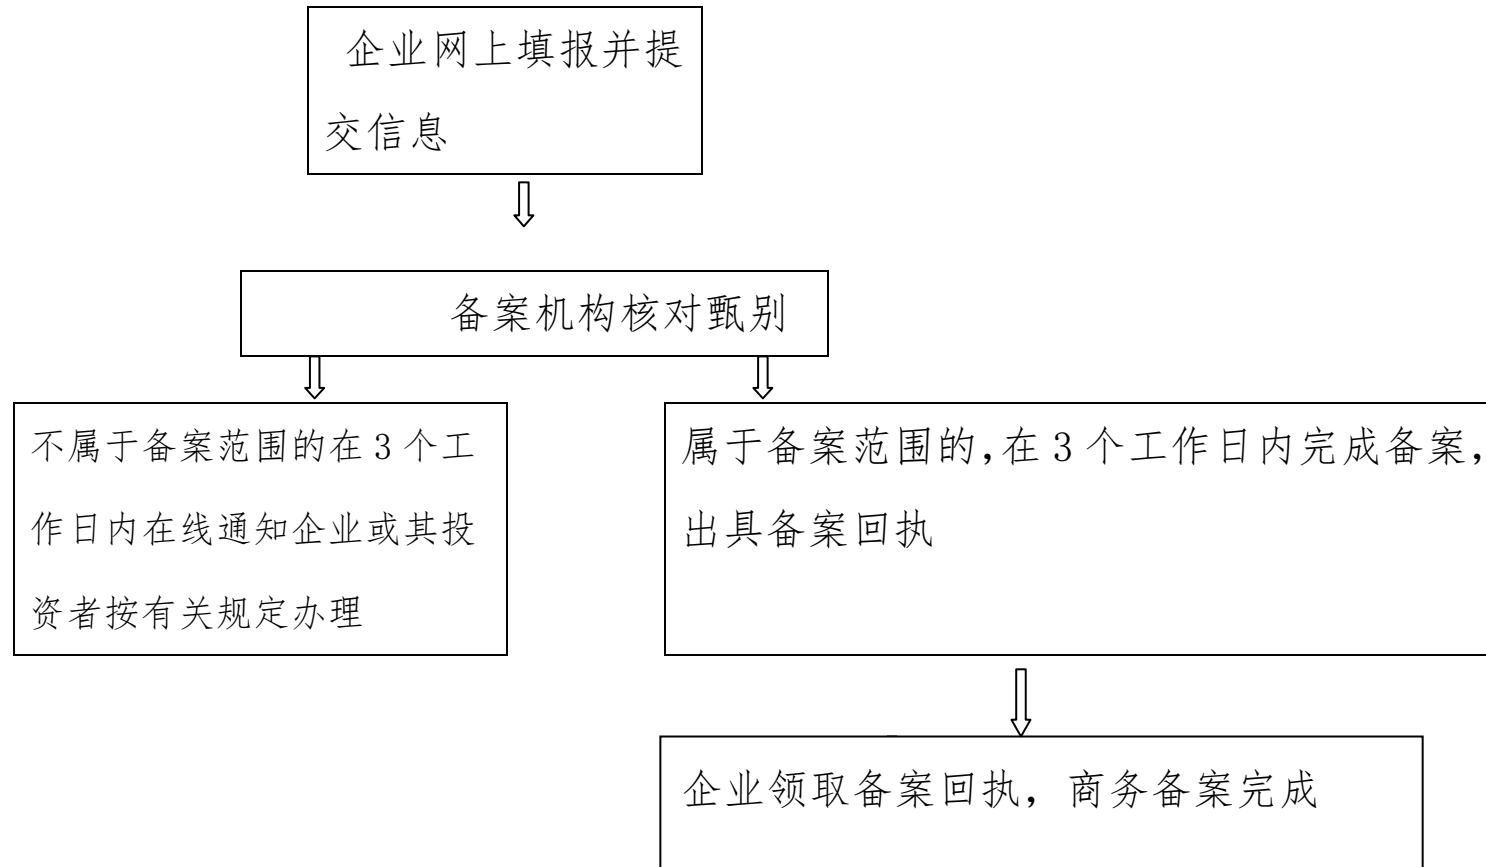 企业网上填报并提
交信息
备案机构核对甄别
不属于备案范围的在 3 个工
作日内在线通知企业或其投
资者按有关规定办理
属于备案范围的,在 3 个工作日内完成备案,
出具备案回执
企业领取备案回执，商务备案完成